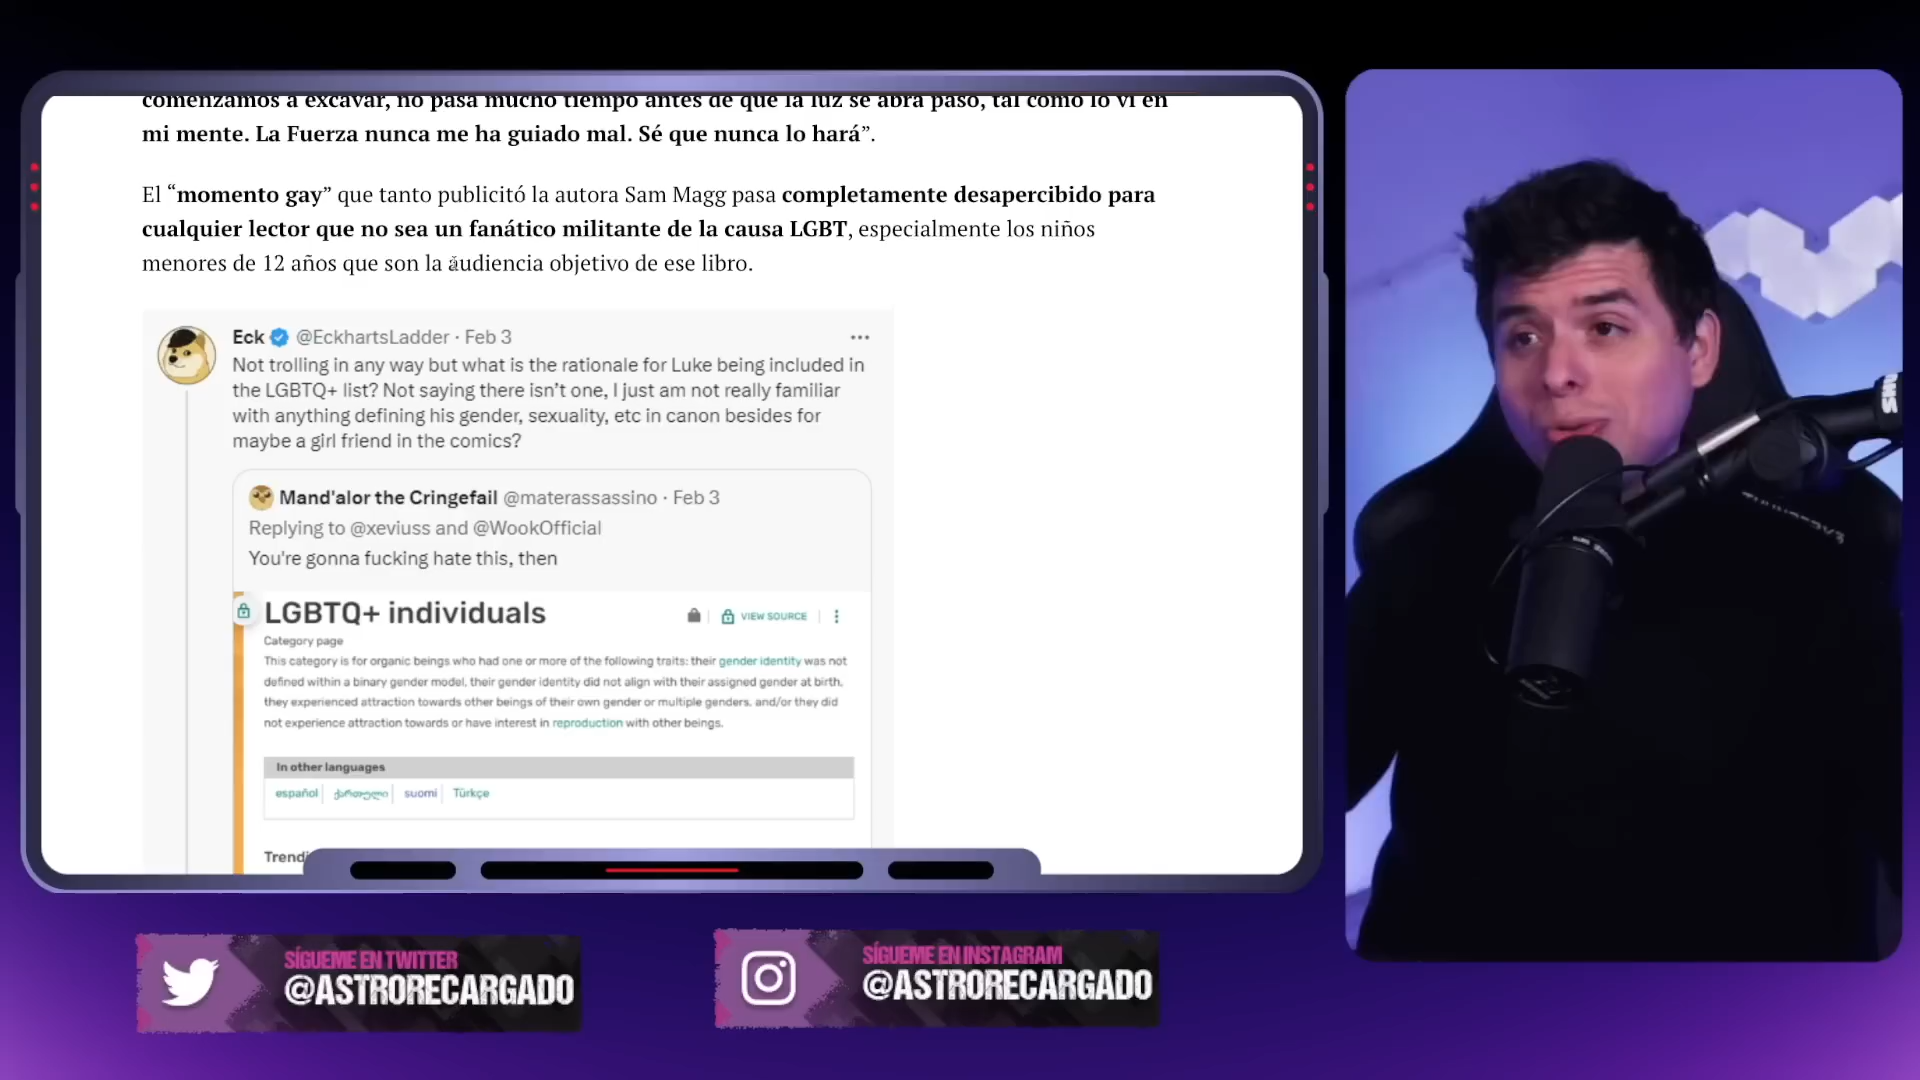 comenzamos a excavar, no pasa mucho tiempo antes de que la luz se abra paso, tal como lo vi en
mi mente. La Fuerza nunca me ha guiado mal. Sé que nunca lo hará”.
El “momento gay” que tanto publicitó la autora Sam Magg pasa completamente desapercibido para
cualquier lector que no sea un fanático militante de la causa LGBT, especialmente los niños
menores de 12 años que son la audiencia objetivo de ese libro.
Eck @EckhartsLadder · Feb 3
Not trolling in any way but what is the rationale for Luke being included in
the LGBTQ+ list? Not saying there isn’t one, I just am not really familiar
with anything defining his gender, sexuality, etc in canon besides for
maybe a girl friend in the comics?
Mand'alor the Cringefail @materassassino · Feb 3
Replying to @xeviuss and @WookOfficial
You're gonna fucking hate this, then
LGBTQ+ individuals
VIEW SOURCE
Category page
This category is for organic beings who had one or more of the following traits: their gender identity was not
defined within a binary gender model, their gender identity did not align with their assigned gender at birth,
they experienced attraction towards other beings of their own gender or multiple genders, and/or they did
not experience attraction towards or have interest in reproduction with other beings.
In other languages
español
ქართული
suomi
Türkçe
Trendi
SÍGUEME EN TWITTER
@ASTRORECARGADO
SÍGUEME EN INSTAGRAM
@ASTRORECARGADO